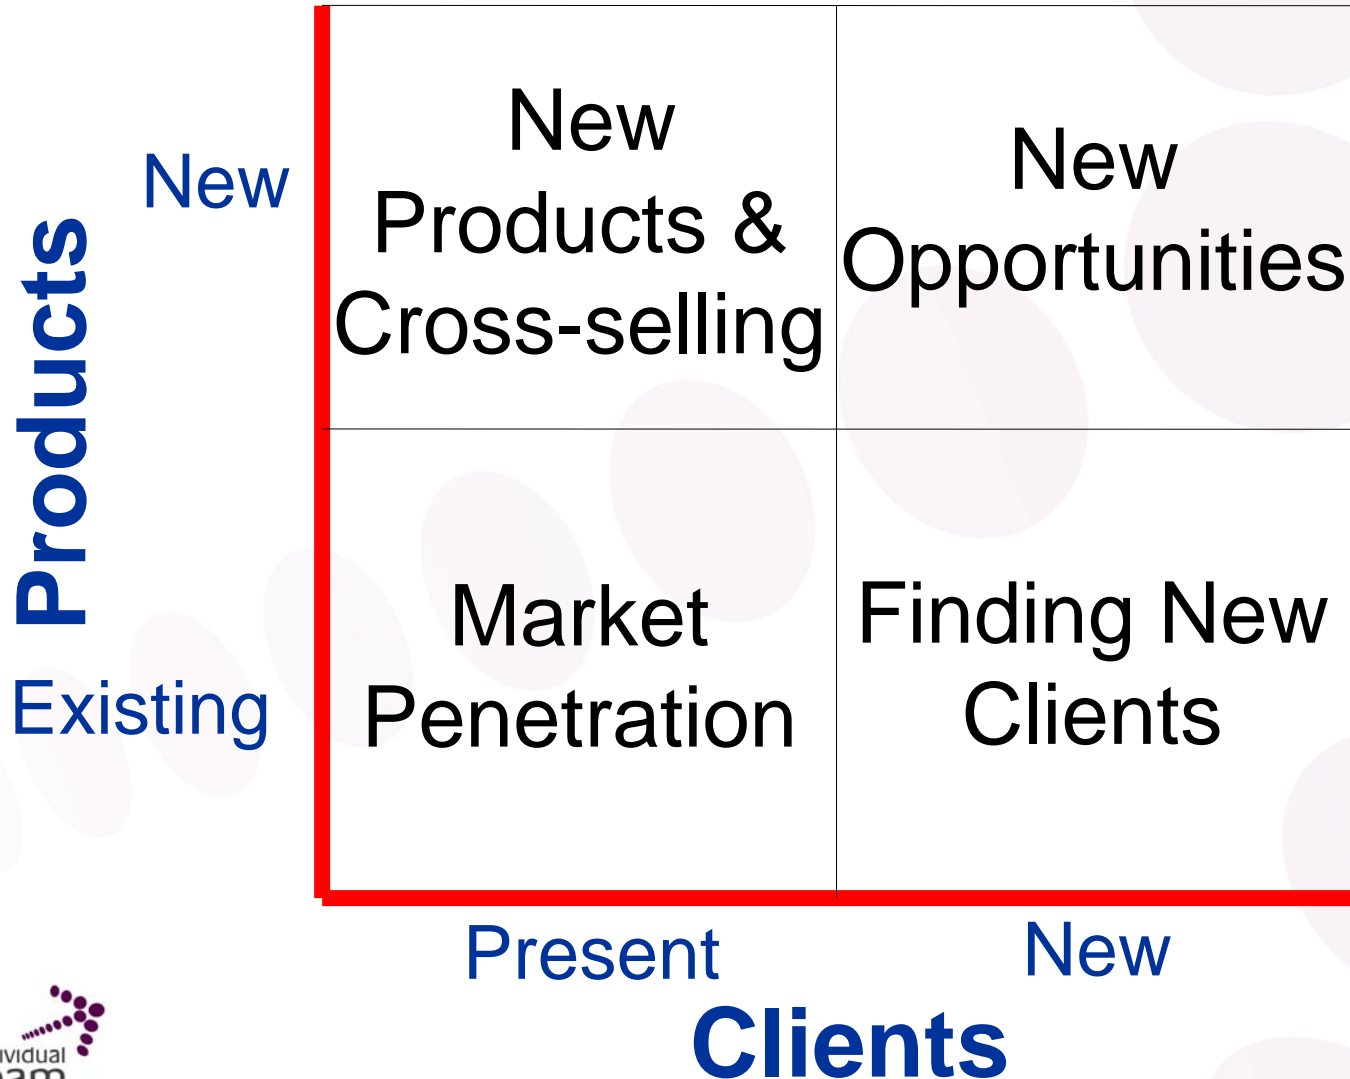 New
Products &
Cross-selling
New
Opportunities
New
Products
Existing
Market
Penetration
Finding New
Clients
Present
New
Clients